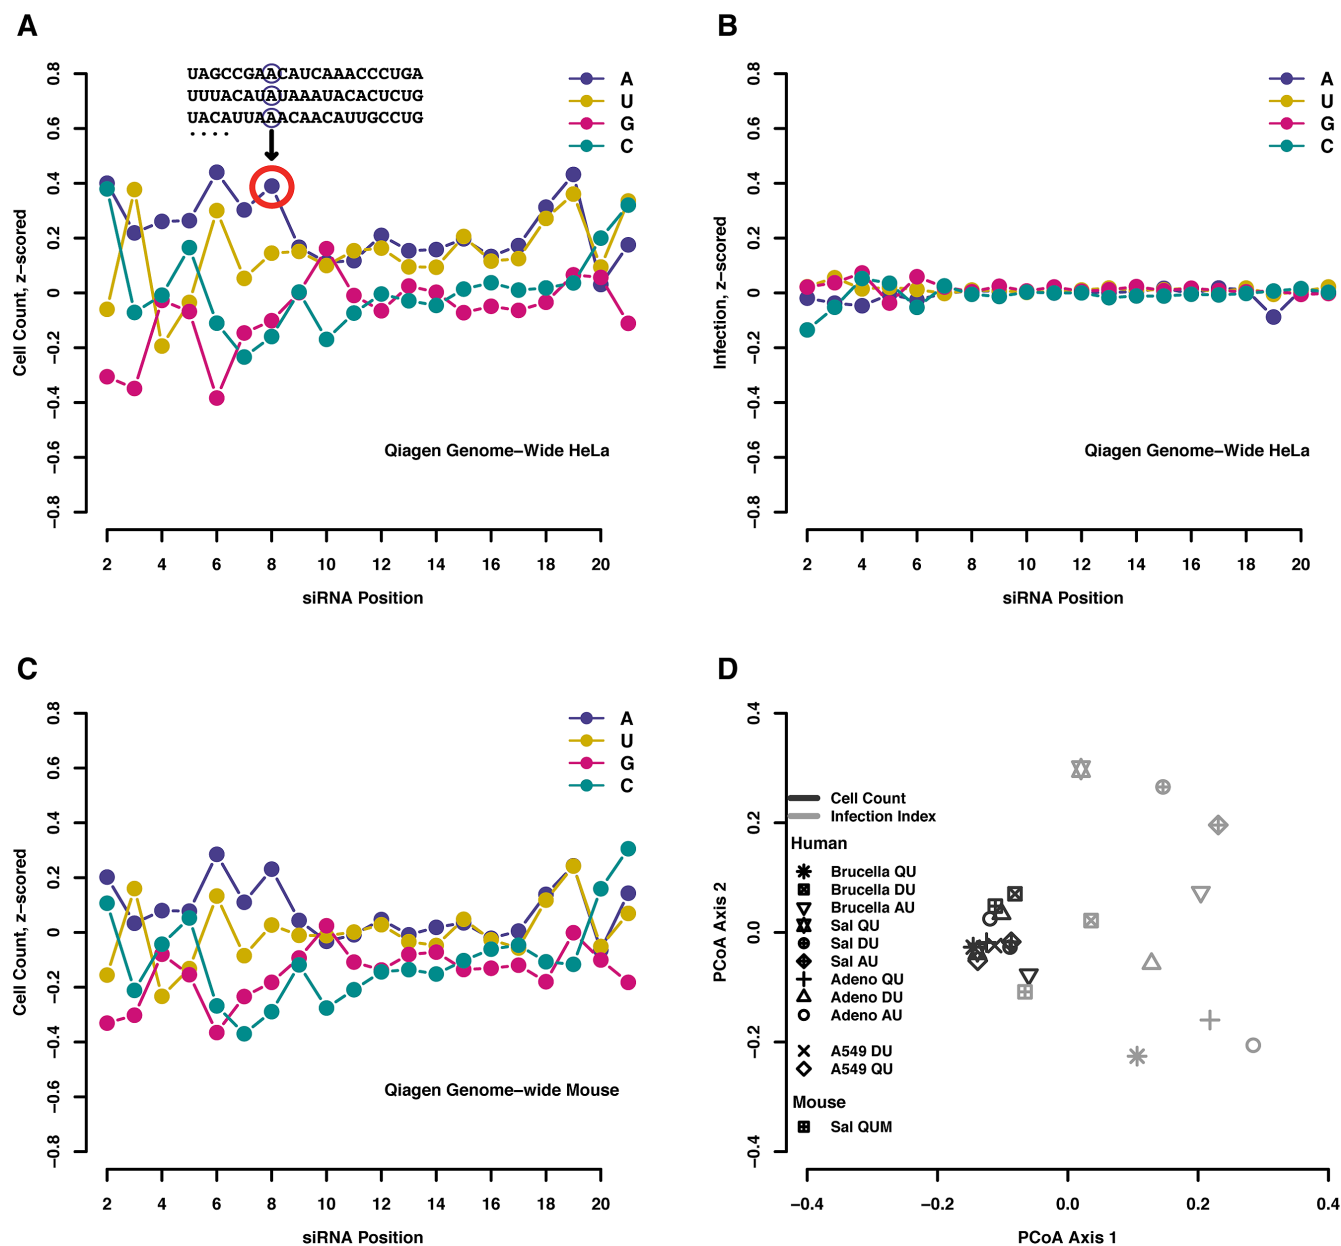 A
UAGCCGAACAUCAAACCCUGA
UUUACAUAUAAAUACACUCUG
UACAUUAAACAACAUUGCCUG
....
A
U
G
C
Cell Count, z−scored
0.8
0.6
0.4
0.2
0
−0.2
−0.4
−0.6
−0.8
Qiagen Genome−Wide HeLa
2 4 6 8 10 12 14 16 18 20
siRNA Position
B
A
U
G
C
Infection, z−scored
0.8
0.6
0.4
0.2
0
−0.2
−0.4
−0.6
−0.8
Qiagen Genome−Wide HeLa
2 4 6 8 10 12 14 16 18 20
siRNA Position
C
A
U
G
C
Cell Count, z−scored
0.8
0.6
0.4
0.2
0
−0.2
−0.4
−0.6
−0.8
Qiagen Genome−wide Mouse
2 4 6 8 10 12 14 16 18 20
siRNA Position
D
PCoA Axis 2
0.4
0.2
0.0
−0.2
−0.4
Cell Count
Infection Index
Human
Brucella QU
Brucella DU
Brucella AU
Sal QU
Sal DU
Sal AU
Adeno QU
Adeno DU
Adeno AU
A549 DU
A549 QU
Mouse
Sal QUM
−0.4 −0.2 0.0 0.2 0.4
PCoA Axis 1